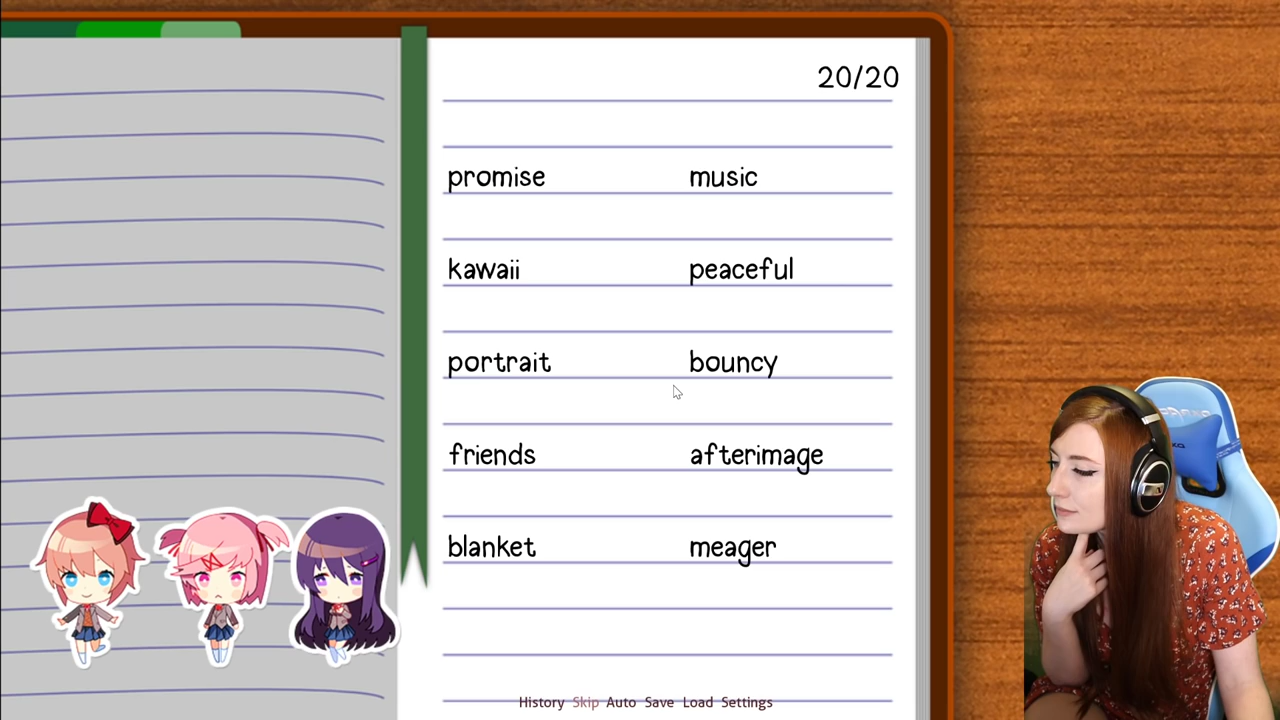 20/20
promise music
kawaii peaceful
portrait bouncy
friends afterimage
blanket meager
History Skip Auto Save Load Settings